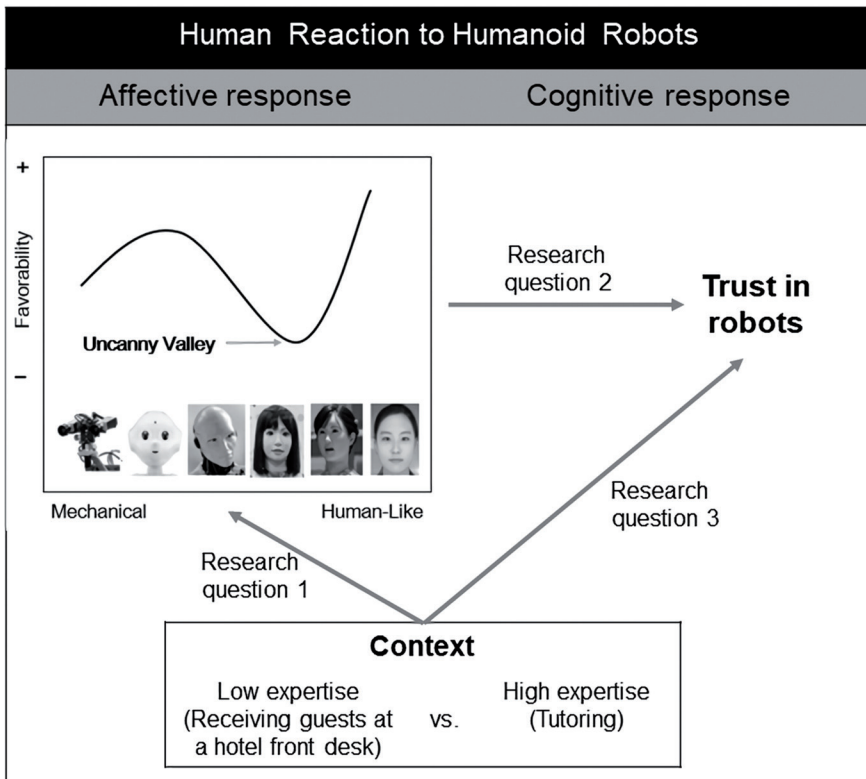 Human Reaction to Humanoid Robots
Affective response
Cognitive response
+
Favorability
–
Uncanny Valley
Mechanical
Human-Like
Research
question 2
Trust in
robots
Research
question 3
Research
question 1
Context
Low expertise
(Receiving guests at
a hotel front desk)
vs.
High expertise
(Tutoring)